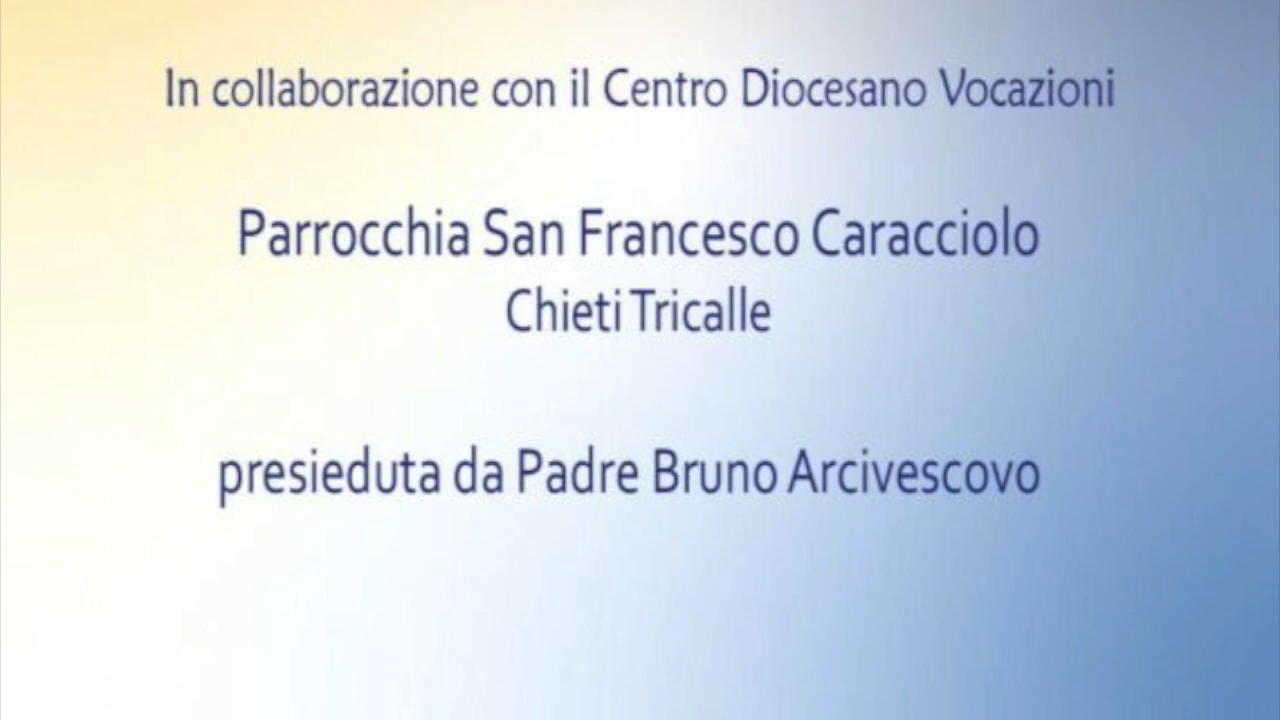 In collaborazione con il Centro Diocesano Vocazioni
Parrocchia San Francesco Caracciolo
Chieti Tricalle
presieduta da Padre Bruno Arcivescovo